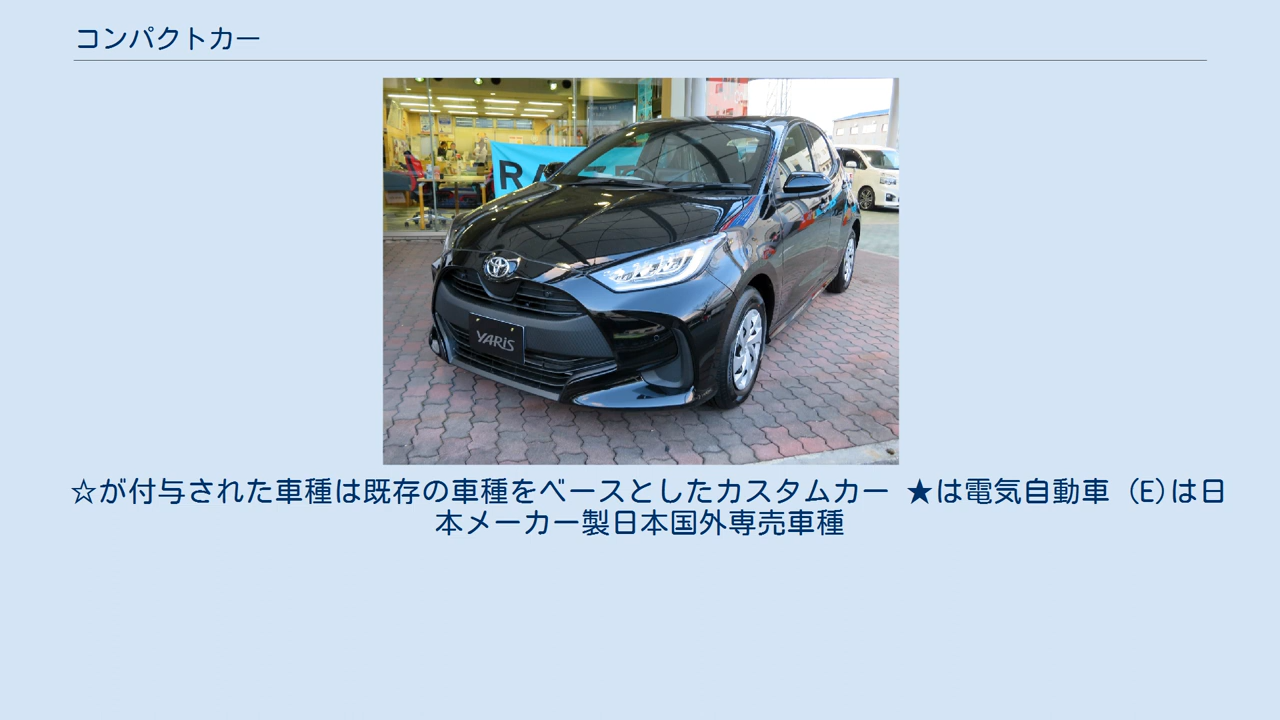 コンパクトカー
RA
YARiS
☆が付与された車種は既存の車種をベースとしたカスタムカー ★は電気自動車 (E)は日
本メーカー製日本国外専売車種